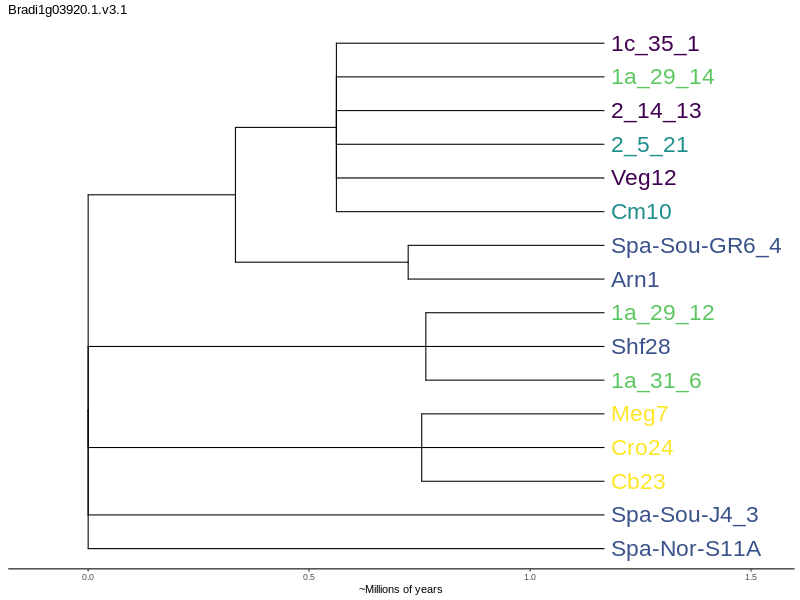 Bradi1g03920.1.v3.1
1c_35_1
1a_29_14
2_14_13
2_5_21
Veg12
Cm10
Spa-Sou-GR6_4
Arn1
1a_29_12
Shf28
1a_31_6
Meg7
Cro24
Cb23
Spa-Sou-J4_3
Spa-Nor-S11A
0.0 0.5 1.0 1.5
~Millions of years